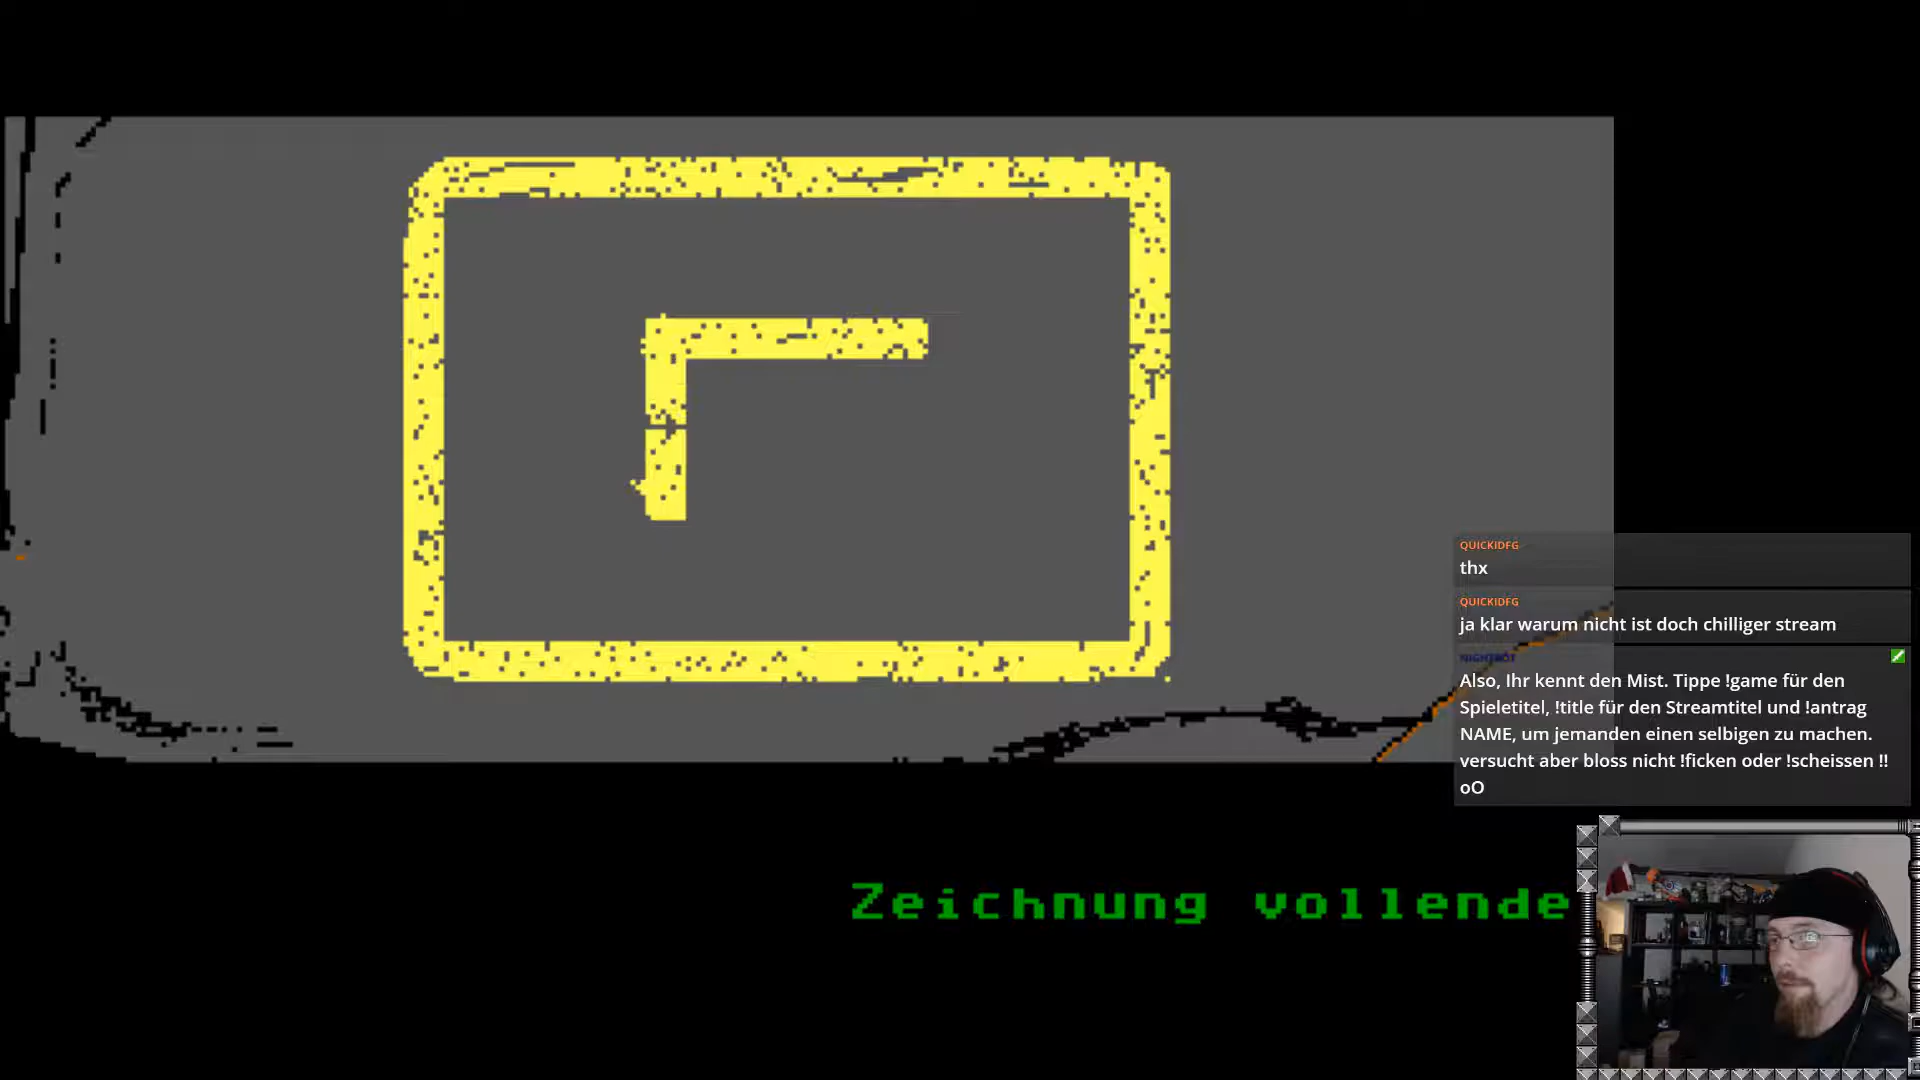 QUICKIDFG
thx
QUICKIDFG
ja klar warum nicht ist doch chilliger stream
NIGHTBOT
Also, Ihr kennt den Mist. Tippe !game für den
Spieletitel, !title für den Streamtitel und !antrag
NAME, um jemanden einen selbigen zu machen.
versucht aber bloss nicht !ficken oder !scheissen !!
oO
Zeichnung vollende